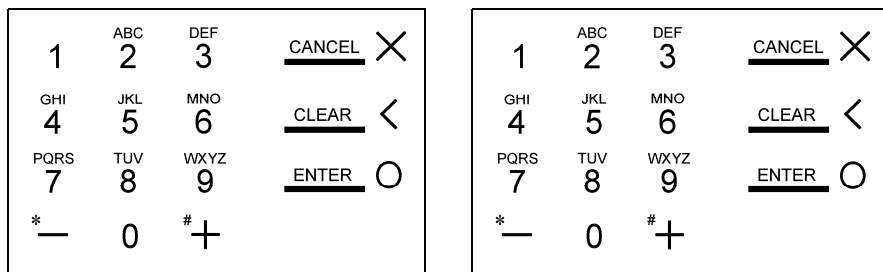 ABC DEF
1 2 3 CANCEL X
GHI JKL MNO
4 5 6 CLEAR <
PQRS TUV WXYZ
7 8 9 ENTER O
* #
— 0 +
ABC DEF
1 2 3 CANCEL X
GHI JKL MNO
4 5 6 CLEAR <
PQRS TUV WXYZ
7 8 9 ENTER O
* #
— 0 +